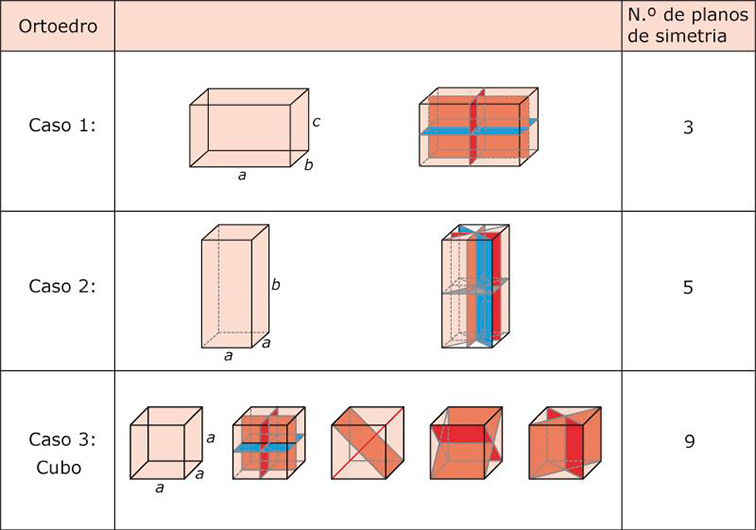 Ortoedro
N.º de planos
de simetria
Caso 1:
c
b
a
3
Caso 2:
b
a
a
5
Caso 3:
Cubo
a
a
a
9